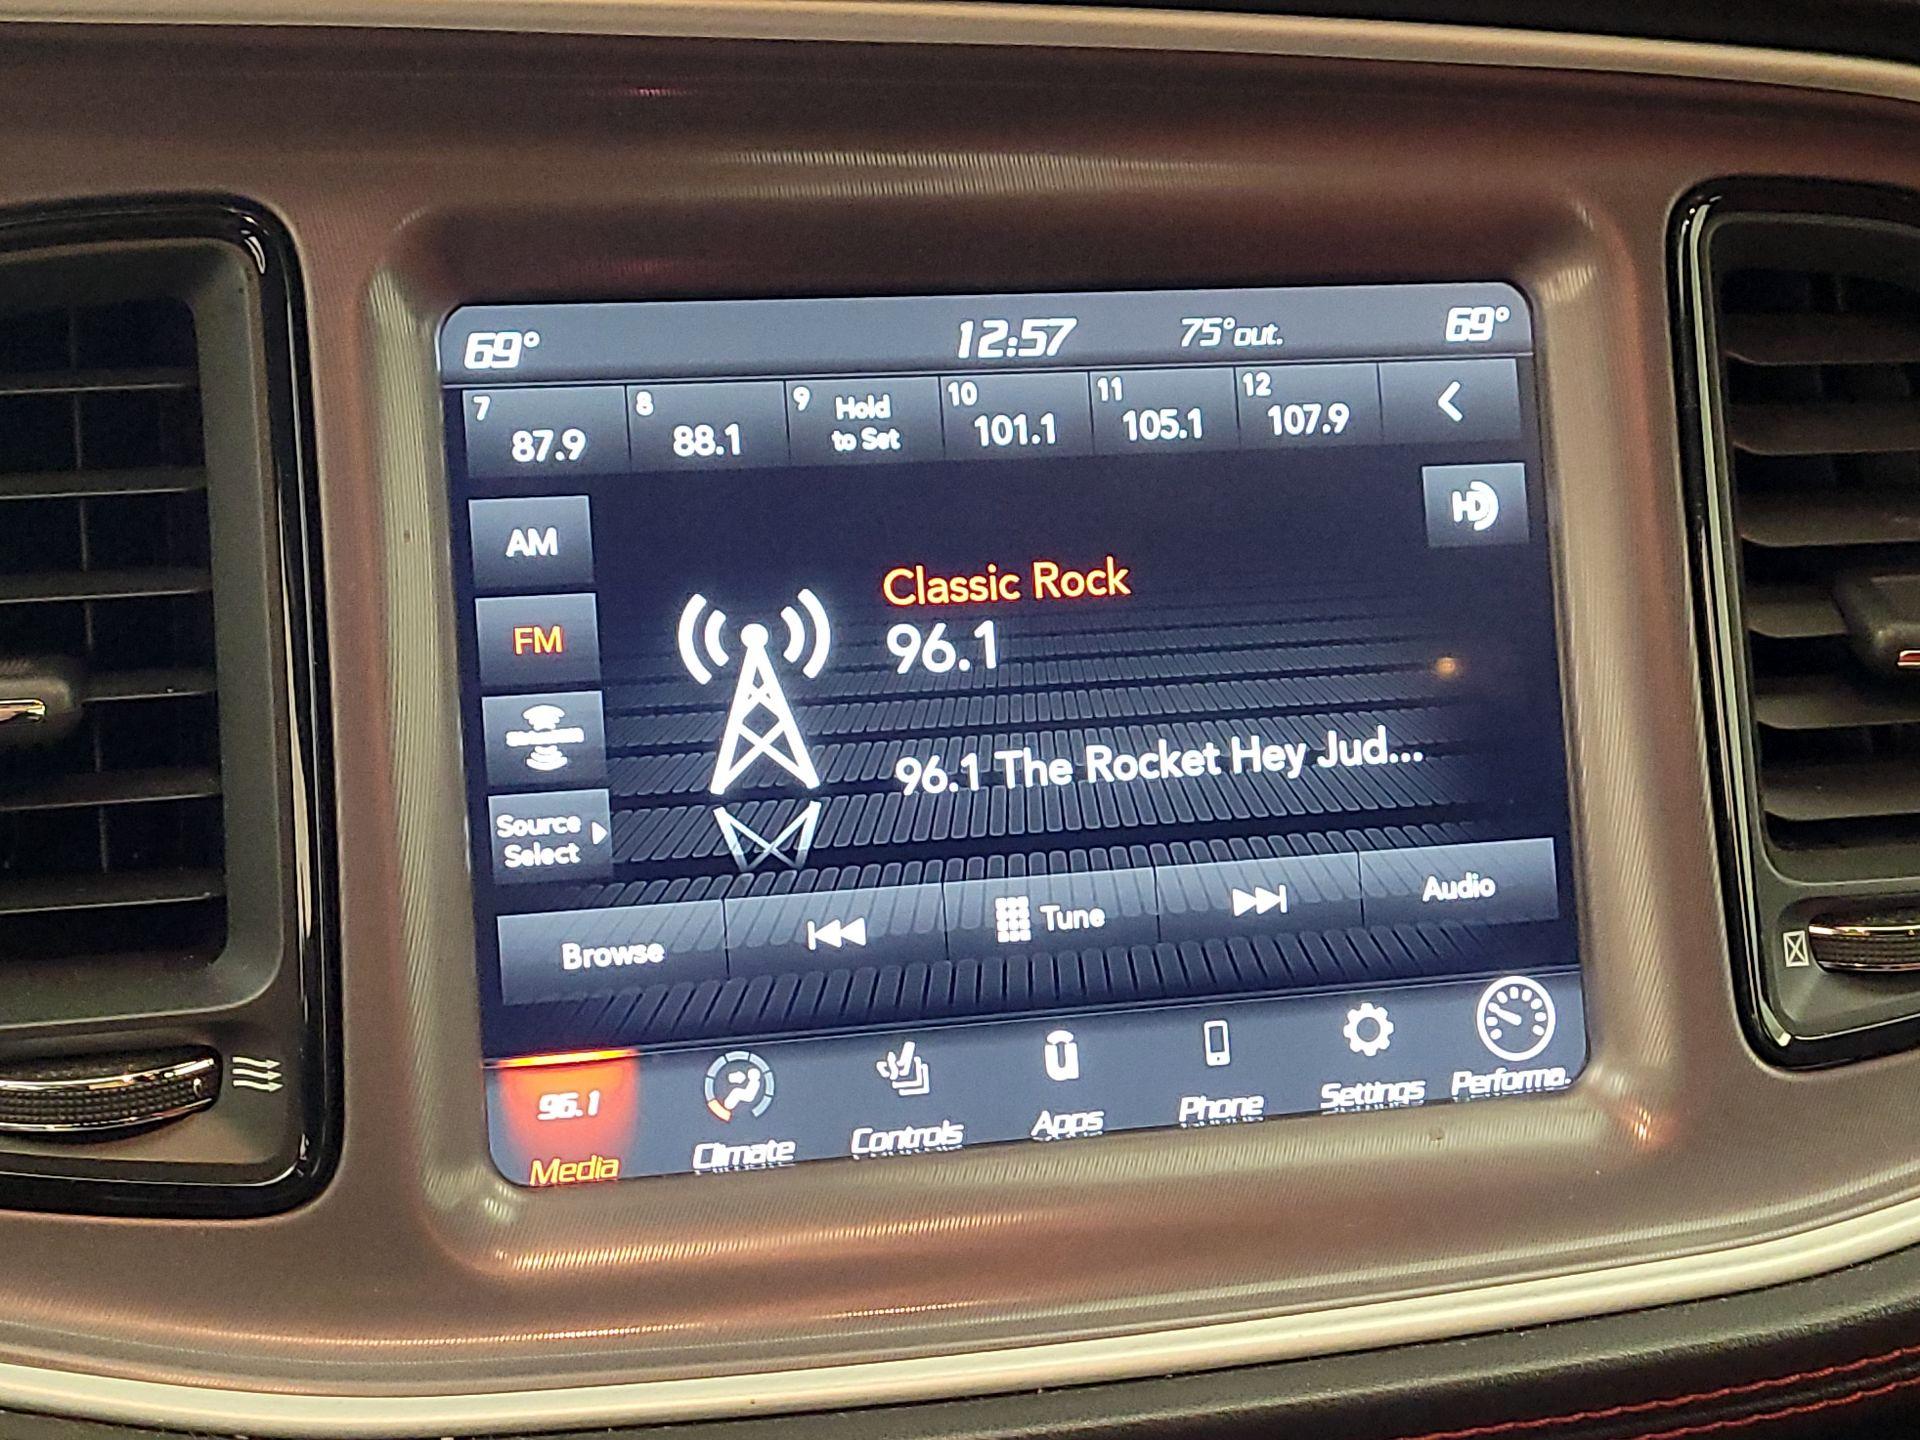 69° 12:57 75°out. 69°
7 87.9
8 88.1
9 Hold
to Set
10 101.1
11 105.1
12 107.9
AM
HD
Classic Rock
FM
96.1
96.1 The Rocket Hey Jud...
Source
Select
Browse
Tune
Audio
96.1
Media
Climate
Controls
Apps
Phone
Settings
Performa.